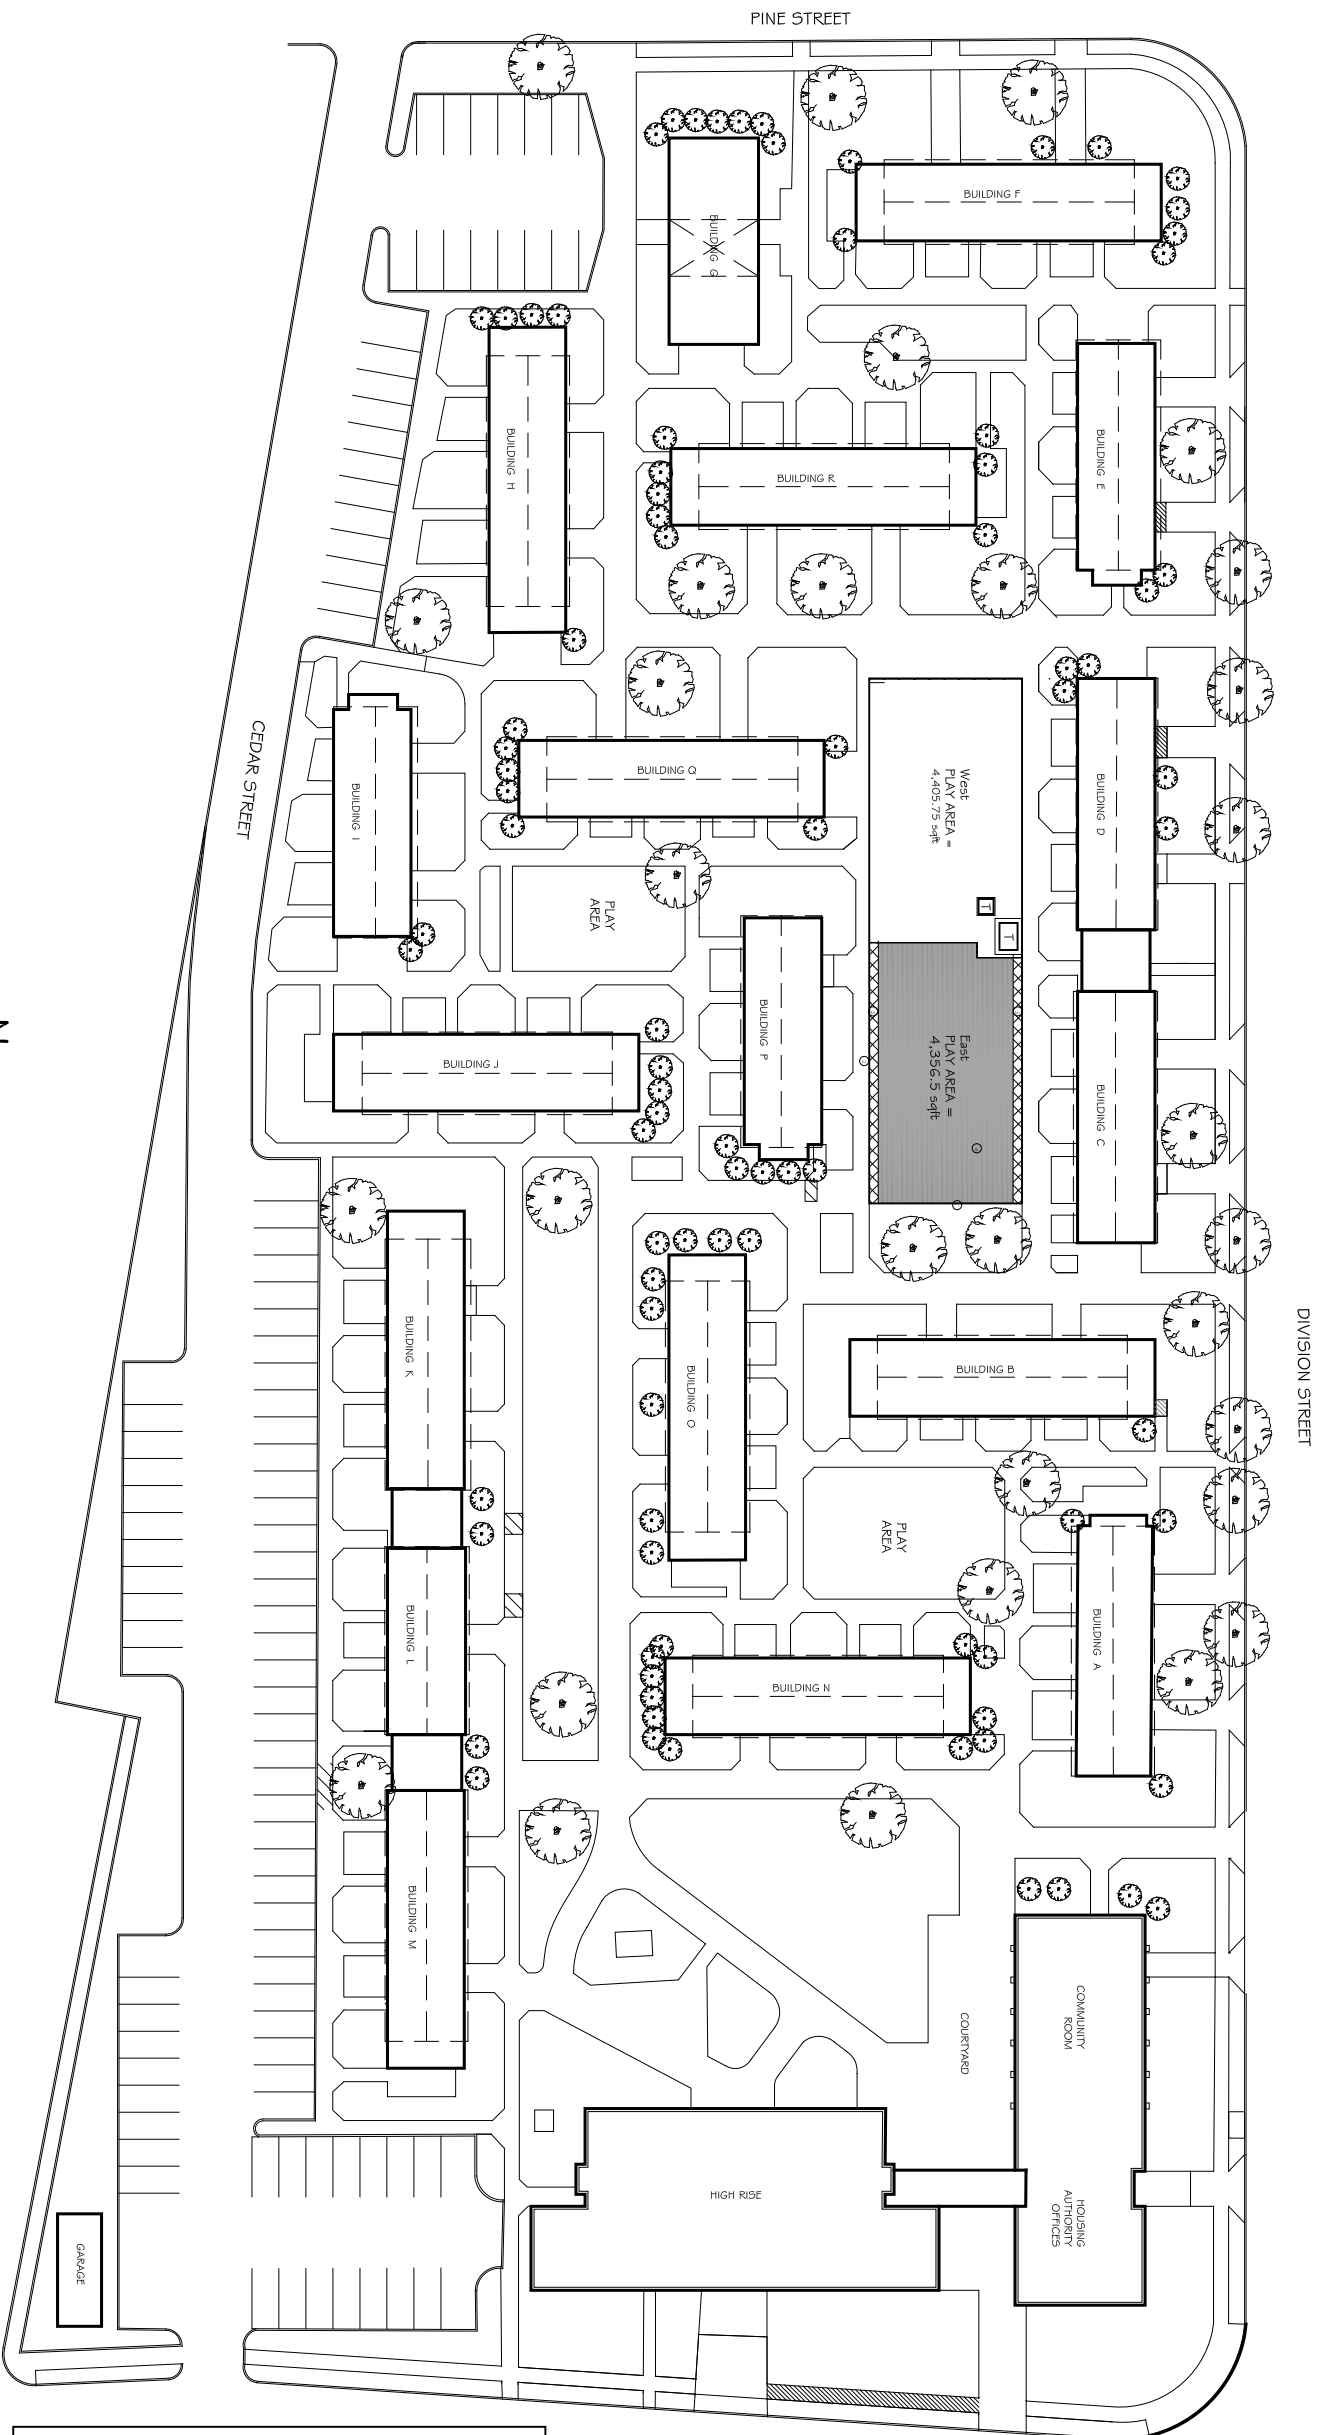 PINE STREET
BUILDING F
BUILDING G
BUILDING E
BUILDING H
BUILDING R
CEDAR STREET
BUILDING I
BUILDING Q
West
PLAY AREA =
4,405.75 sqft
BUILDING D
PLAY
AREA
T
T
BUILDING P
East
PLAY AREA =
4,356.5 sqft
BUILDING C
BUILDING J
DIVISION STREET
BUILDING K
BUILDING O
BUILDING B
PLAY
AREA
BUILDING L
BUILDING N
BUILDING A
BUILDING M
COURTYARD
COMMUNITY
ROOM
HIGH RISE
HOUSING
AUTHORITY
OFFICES
GARAGE